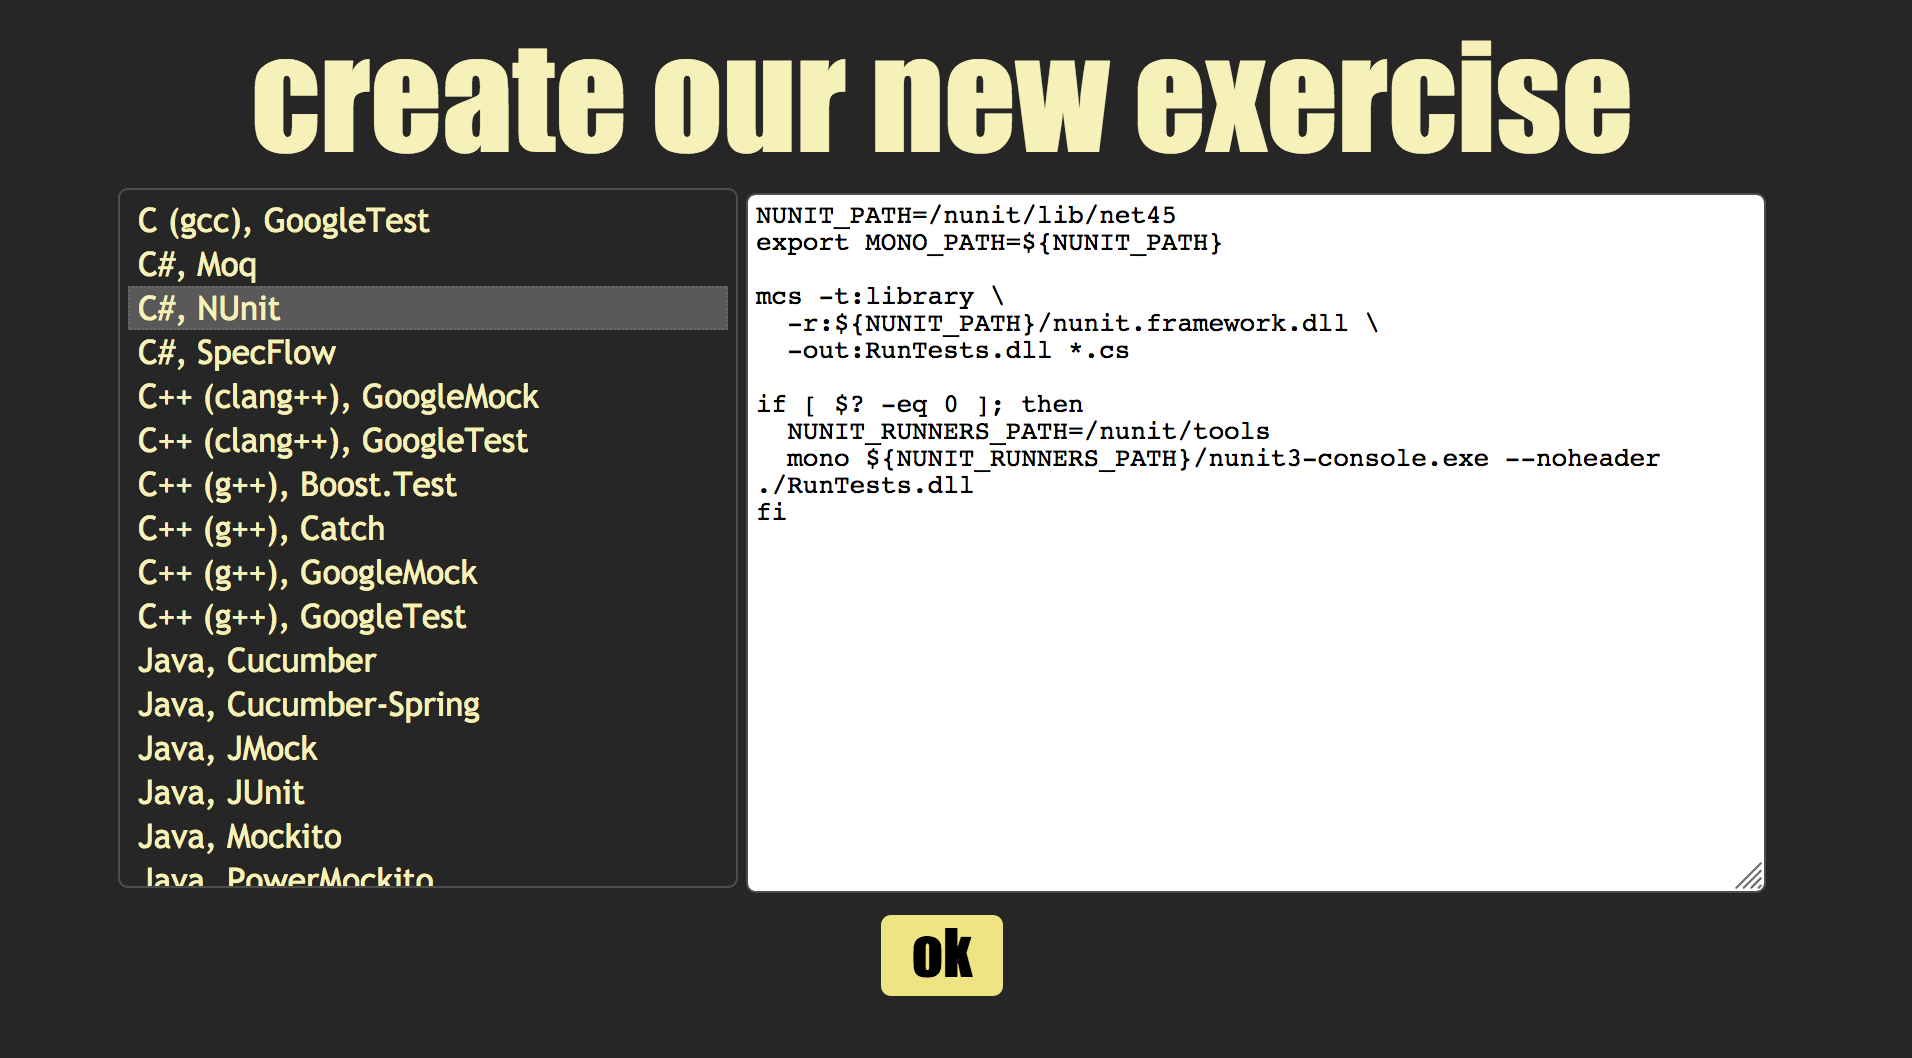 create our new exercise
C (gcc), GoogleTest
C#, Moq
C#, NUnit
C#, SpecFlow
C++ (clang++), GoogleMock
C++ (clang++), GoogleTest
C++ (g++), Boost.Test
C++ (g++), Catch
C++ (g++), GoogleMock
C++ (g++), GoogleTest
Java, Cucumber
Java, Cucumber-Spring
Java, JMock
Java, JUnit
Java, Mockito
Java, PowerMockito
NUNIT_PATH=/nunit/lib/net45
export MONO_PATH=${NUNIT_PATH}

mcs -t:library \
  -r:${NUNIT_PATH}/nunit.framework.dll \
  -out:RunTests.dll *.cs

if [ $? -eq 0 ]; then
  NUNIT_RUNNERS_PATH=/nunit/tools
  mono ${NUNIT_RUNNERS_PATH}/nunit3-console.exe --noheader
./RunTests.dll
fi
ok